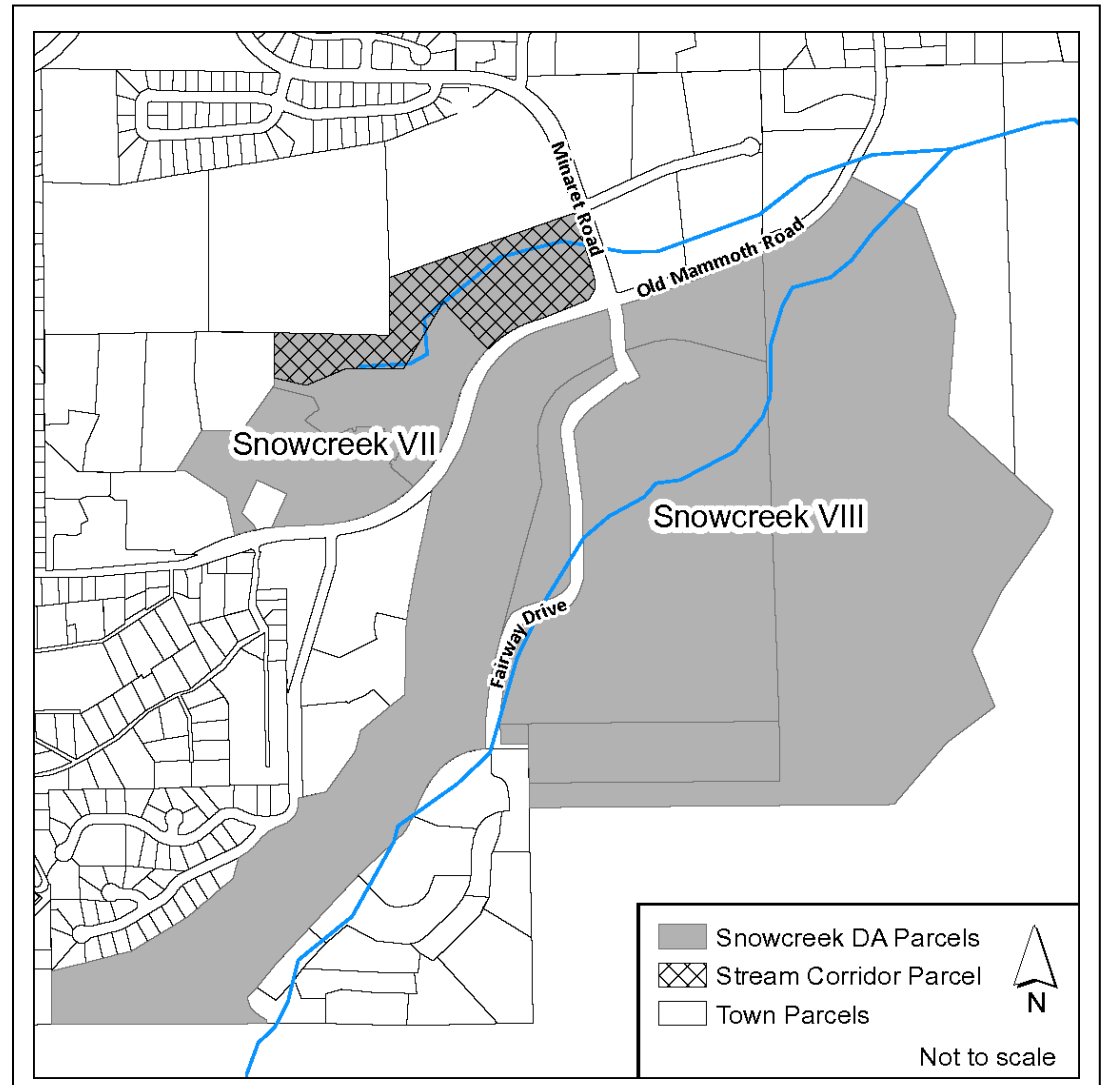 Minaret Road
Old Mammoth Road
Snowcreek VII
Snowcreek VIII
Fairway Drive
Snowcreek DA Parcels
Stream Corridor Parcel
Town Parcels
N
Not to scale